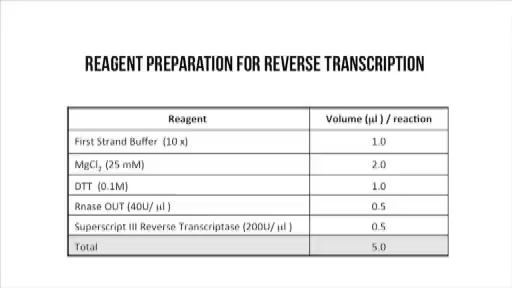 REAGENT PREPARATION FOR REVERSE TRANSCRIPTION
Reagent Volume (µl ) / reaction
First Strand Buffer (10 x) 1.0
MgCl₂ (25 mM) 2.0
DTT (0.1M) 1.0
Rnase OUT (40U/ µl ) 0.5
Superscript III Reverse Transcriptase (200U/ µl ) 0.5
Total 5.0